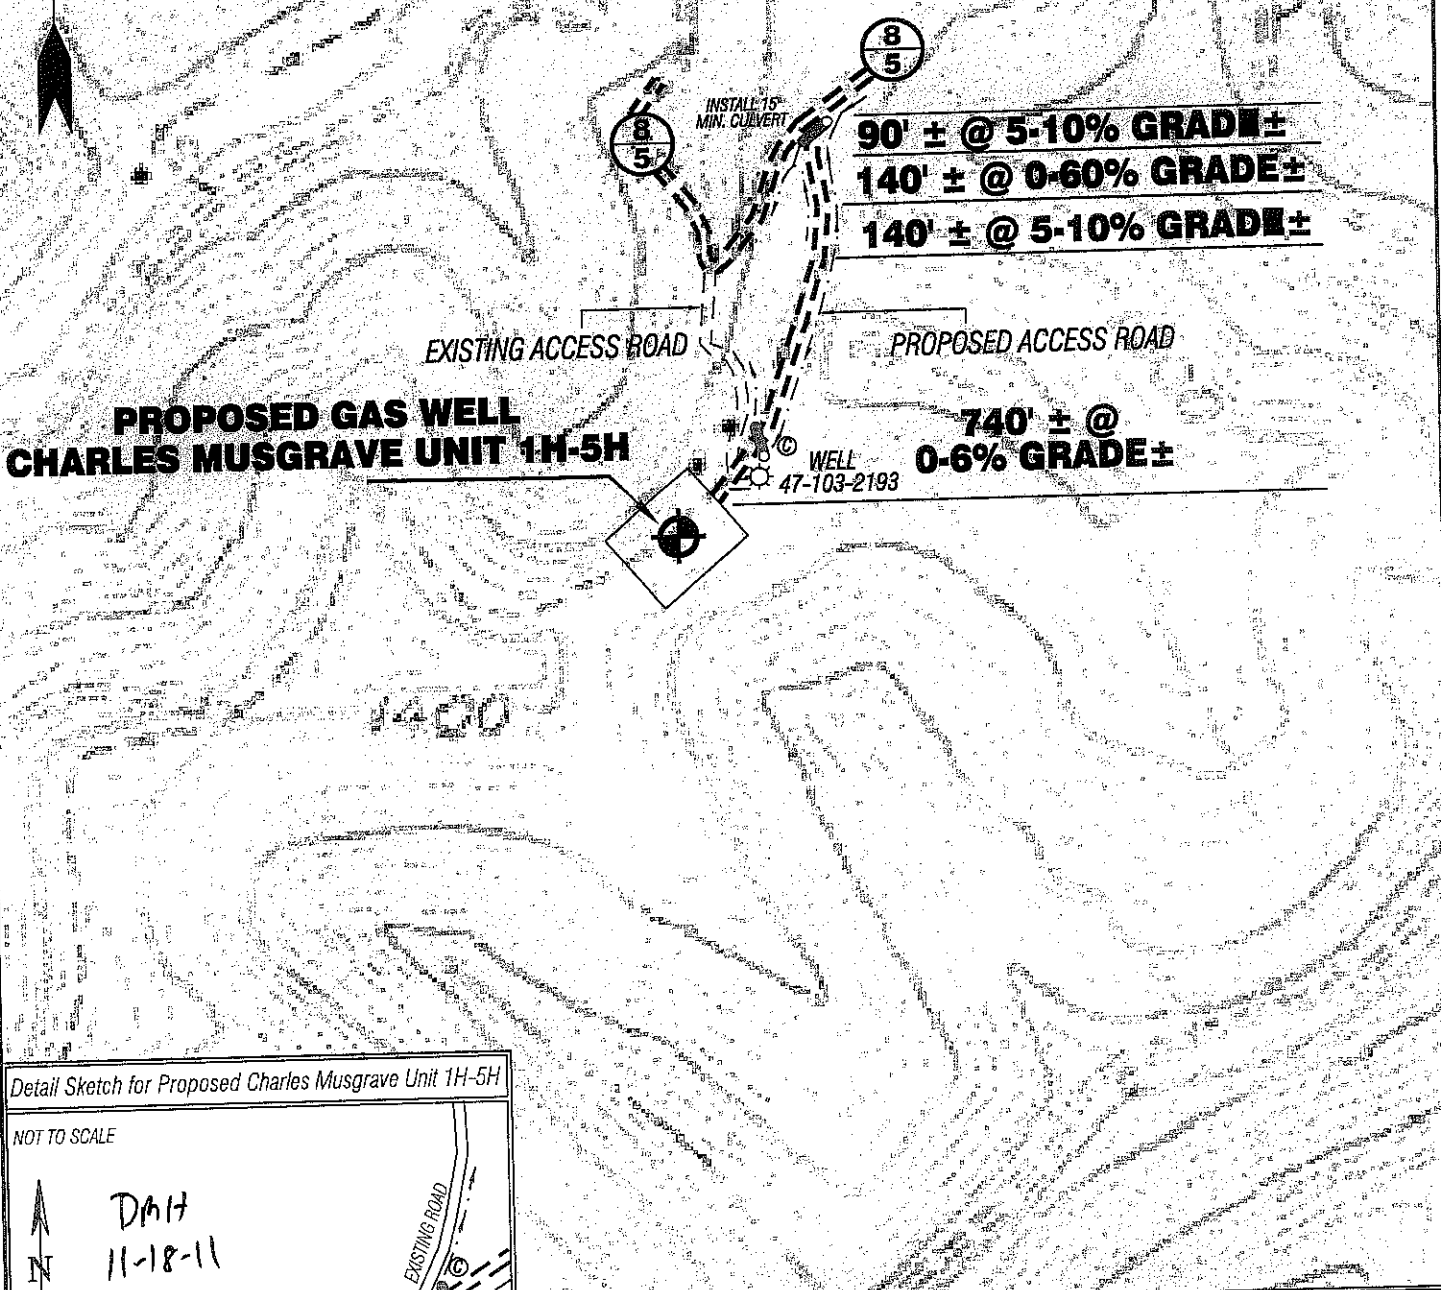 8
5
INSTALL 15"
MIN. CULVERT
8
5
90' ± @ 5-10% GRADE±
140' ± @ 0-60% GRADE±
140' ± @ 5-10% GRADE±
EXISTING ACCESS ROAD
PROPOSED ACCESS ROAD
PROPOSED GAS WELL
CHARLES MUSGRAVE UNIT 1H-5H
740' ± @
0-6% GRADE±
©
WELL
47-103-2193
1400
Detail Sketch for Proposed Charles Musgrave Unit 1H-5H
NOT TO SCALE
DMH
11-18-11
N
EXISTING ROAD
©